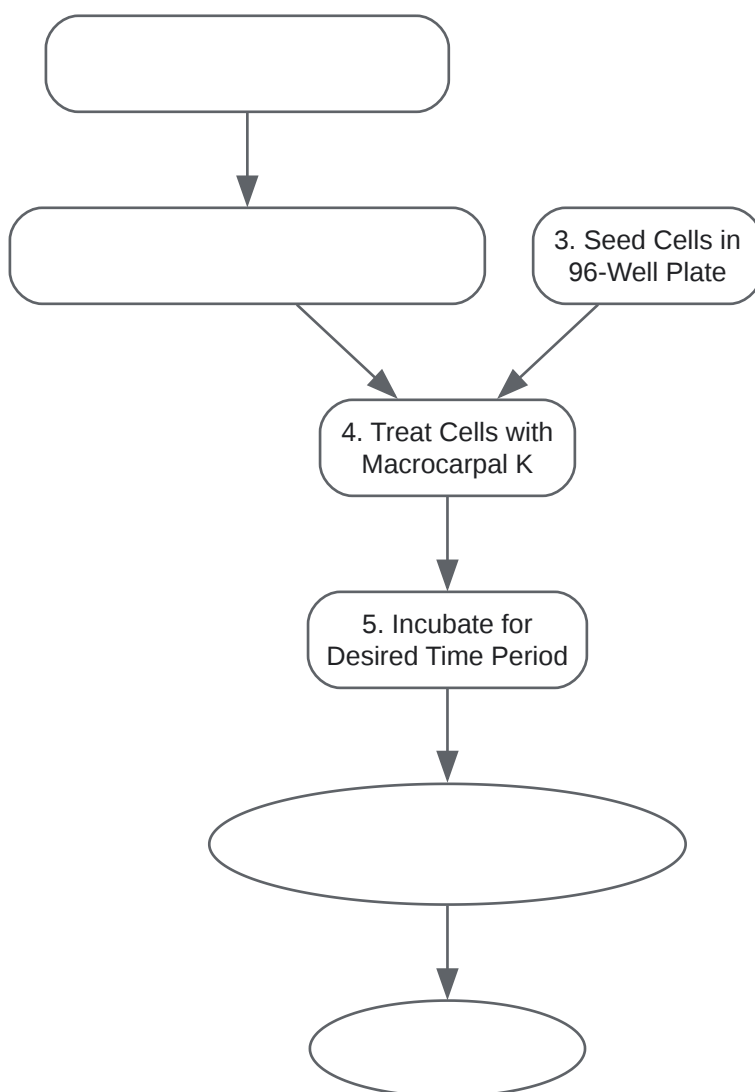 3. Seed Cells in
96-Well Plate
4. Treat Cells with
Macrocarpal K
5. Incubate for
Desired Time Period